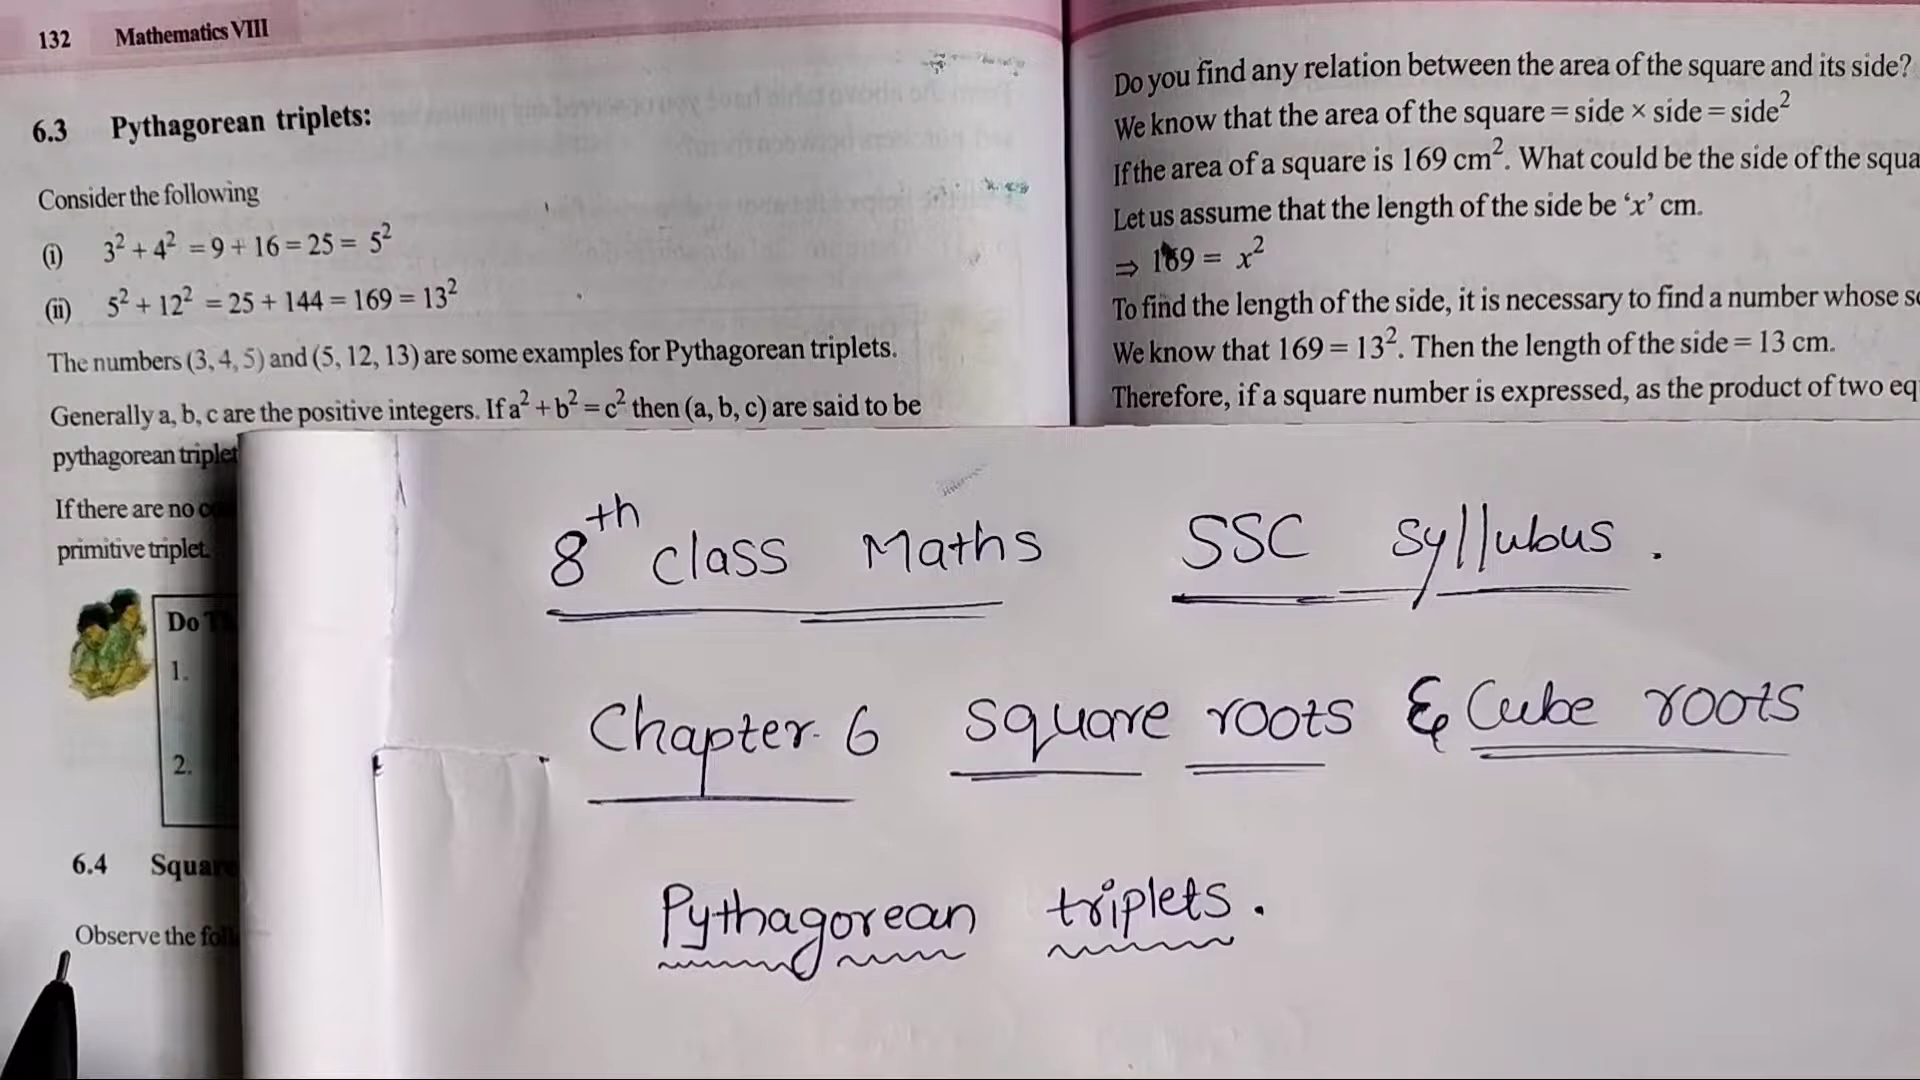 132 Mathematics VIII
6.3 Pythagorean triplets:
Consider the following
(i) 3² + 4² = 9 + 16 = 25 = 5²
(ii) 5² + 12² = 25 + 144 = 169 = 13²
The numbers (3, 4, 5) and (5, 12, 13) are some examples for Pythagorean triplets.
Generally a, b, c are the positive integers. If a² + b² = c² then (a, b, c) are said to be
pythagorean triplet
If there are no
primitive triplet.
Do
1.
2.
6.4
Observe the
Do you find any relation between the area of the square and its side?
We know that the area of the square = side × side = side²
If the area of a square is 169 cm². What could be the side of the
Let us assume that the length of the side be ‘x’ cm.
⇒ 169 = x²
To find the length of the side, it is necessary to find a number whose
We know that 169 = 13². Then the length of the side = 13 cm.
Therefore, if a square number is expressed, as the product of two
8th class Maths SSC syllubus.
Chapter-6 square roots & Cube roots
Pythagorean triplets.